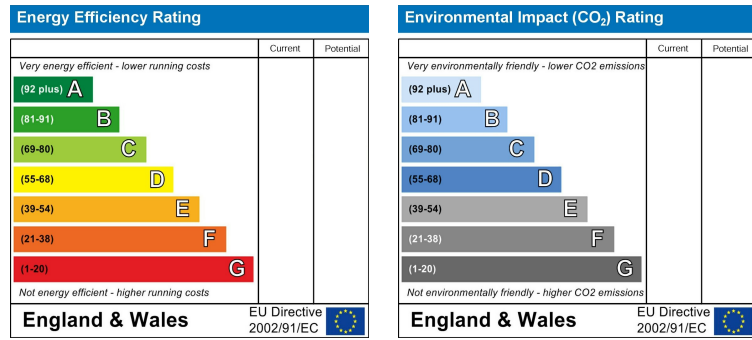 Energy Efficiency Rating
Current Potential
Very energy efficient - lower running costs
(92 plus) A
(81-91) B
(69-80) C
(55-68) D
(39-54) E
(21-38) F
(1-20) G
Not energy efficient - higher running costs
England & Wales
EU Directive
2002/91/EC
Environmental Impact (CO₂) Rating
Current Potential
Very environmentally friendly - lower CO2 emissions
(92 plus) A
(81-91) B
(69-80) C
(55-68) D
(39-54) E
(21-38) F
(1-20) G
Not environmentally friendly - higher CO2 emissions
England & Wales
EU Directive
2002/91/EC